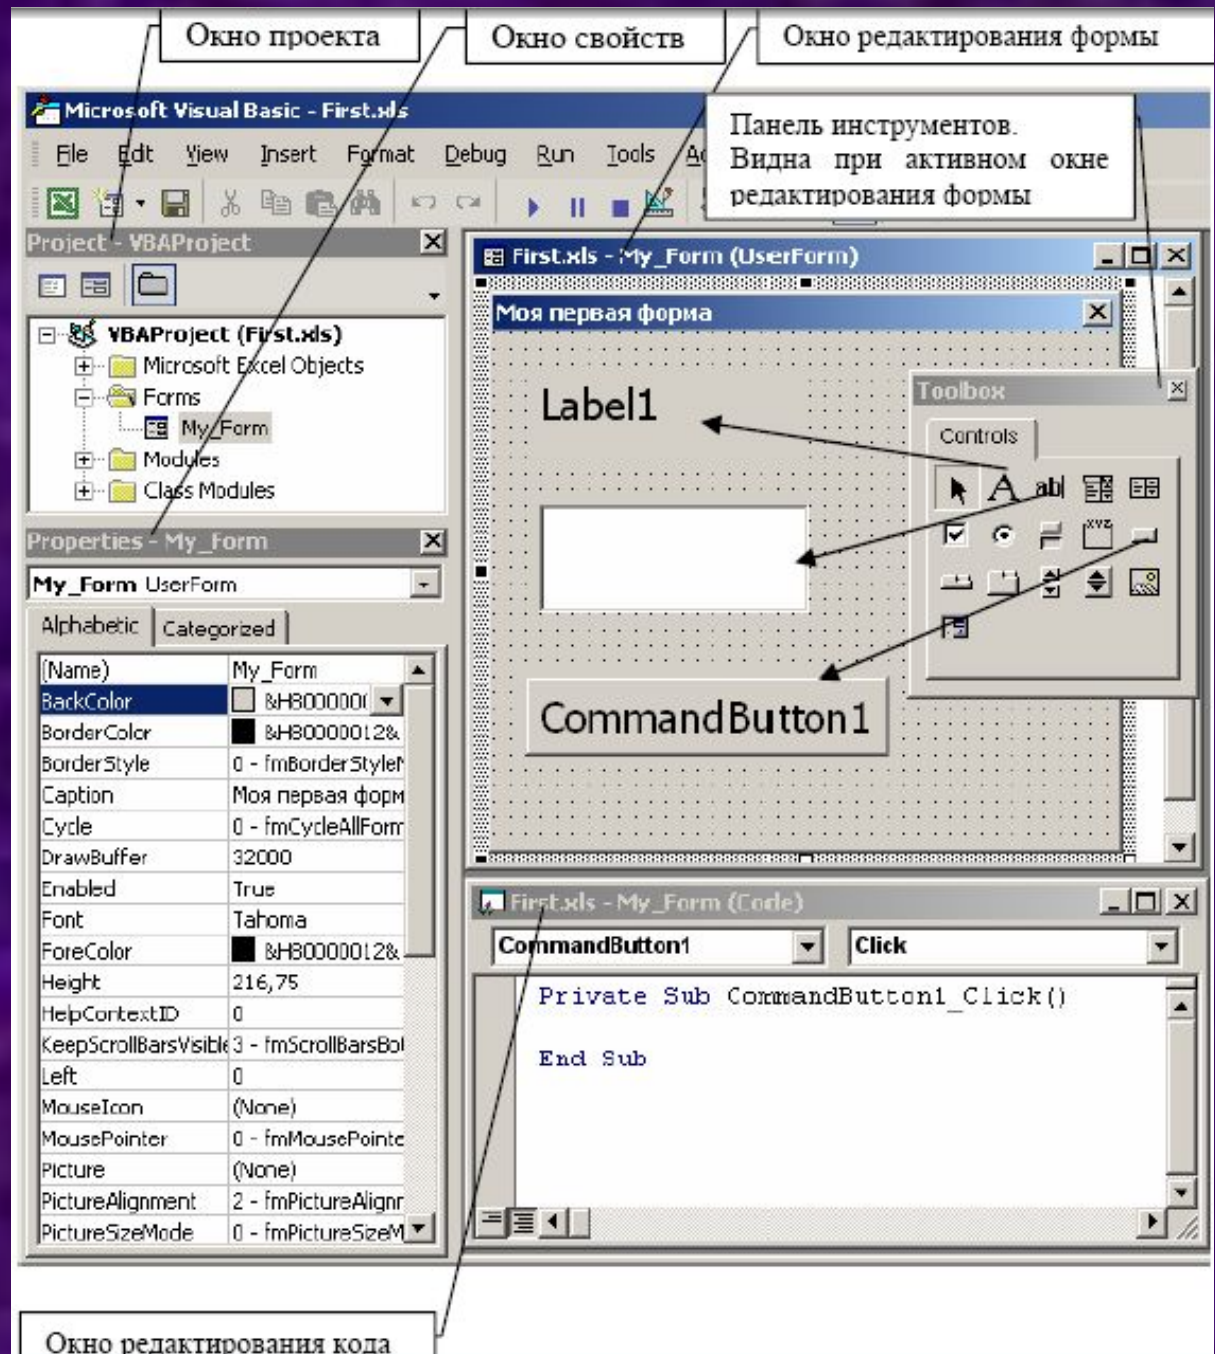 Окно проекта
Окно свойств
Окно редактирования формы
Microsoft Visual Basic - First.xls
Панель инструментов.
Видна при активном окне
редактирования формы
File Edit View Insert Format Debug Run Tools
Project - VBAProject
VBAProject (First.xls)
Microsoft Excel Objects
Forms
My_Form
Modules
Class Modules
Properties - My_Form
My_Form UserForm
Alphabetic Categorized
(Name) My_Form
BackColor &H8000000
BorderColor &H80000012&
BorderStyle 0 - fmBorderStyleN
Caption Моя первая форм
Cycle 0 - fmCycleAllForm
DrawBuffer 32000
Enabled True
Font Tahoma
ForeColor &H80000012&
Height 216,75
HelpContextID 0
KeepScrollBarsVisible 3 - fmScrollBarsBo
Left 0
MouseIcon (None)
MousePointer 0 - fmMousePointe
Picture (None)
PictureAlignment 2 - fmPictureAlignm
PictureSizeMode 0 - fmPictureSizeM
First.xls - My_Form (UserForm)
Моя первая форма
Label1
CommandButton1
Toolbox
Controls
A ab
XYZ
First.xls - My_Form (Code)
CommandButton1 Click
Private Sub CommandButton1_Click()
End Sub
Окно редактирования кода